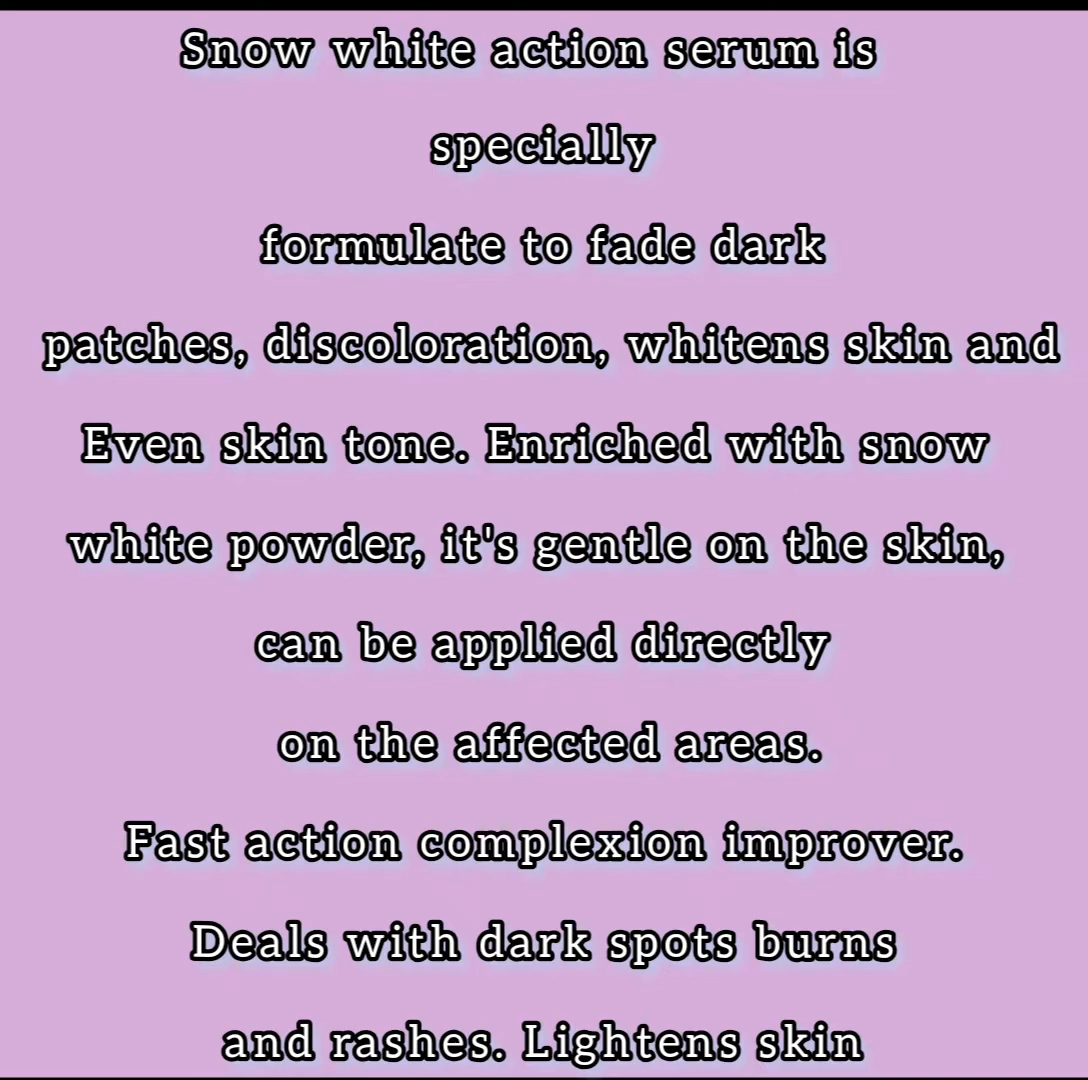 Snow white action serum is
specially
formulate to fade dark
patches, discoloration, whitens skin and
Even skin tone. Enriched with snow
white powder, it's gentle on the skin,
can be applied directly
on the affected areas.
Fast action complexion improver.
Deals with dark spots burns
and rashes. Lightens skin